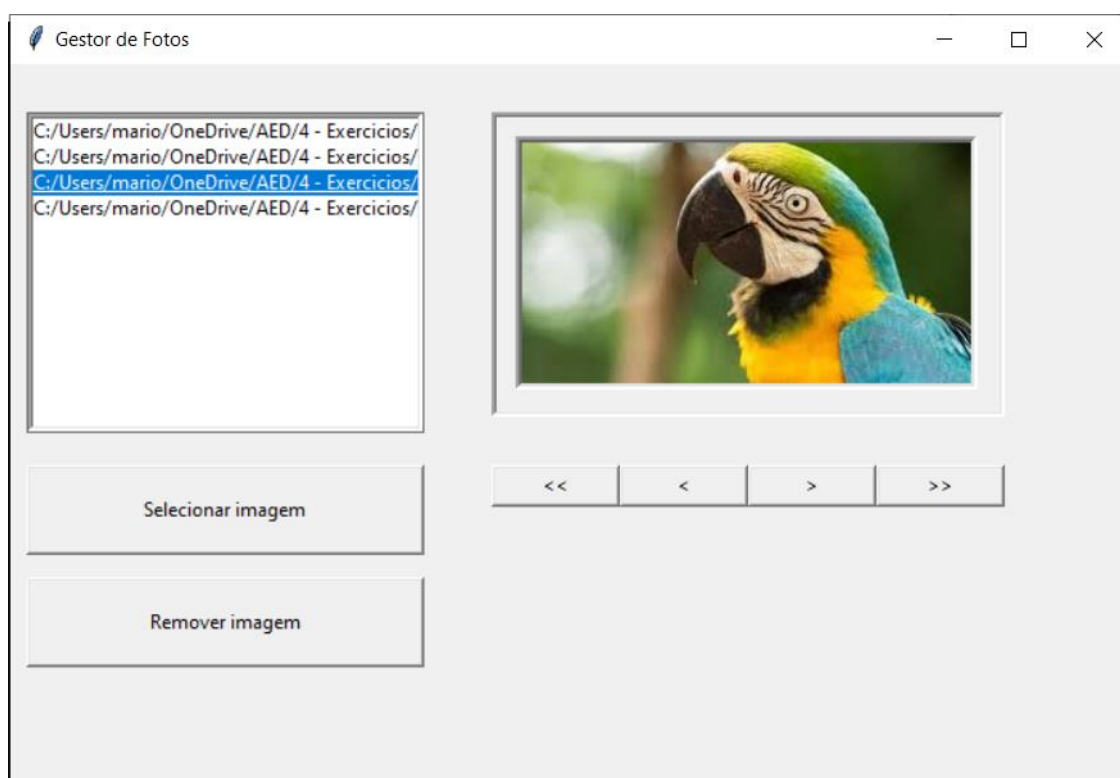 Gestor de Fotos
C:/Users/mario/OneDrive/AED/4 - Exercicios/
C:/Users/mario/OneDrive/AED/4 - Exercicios/
C:/Users/mario/OneDrive/AED/4 - Exercicios/
C:/Users/mario/OneDrive/AED/4 - Exercicios/
Selecionar imagem
Remover imagem
<< < > >>